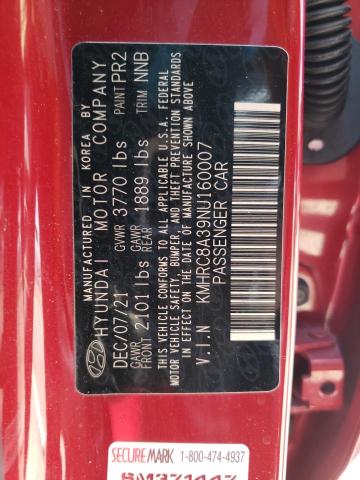 MANUFACTURED IN KOREA BY
HYUNDAI MOTOR COMPANY
DEC/07/21 GVWR 3770 lbs PAINT PR2
GAWR FRONT 2101 lbs GAWR REAR 1889 lbs TRIM NNB
THIS VEHICLE CONFORMS TO ALL APPLICABLE U.S.A. FEDERAL
MOTOR VEHICLE SAFETY, BUMPER, AND THEFT PREVENTION STANDARDS
IN EFFECT ON THE DATE OF MANUFACTURE SHOWN ABOVE
V.I.N KMHRC8A39NU160007
PASSENGER CAR
SECUREMARK 1-800-474-4937